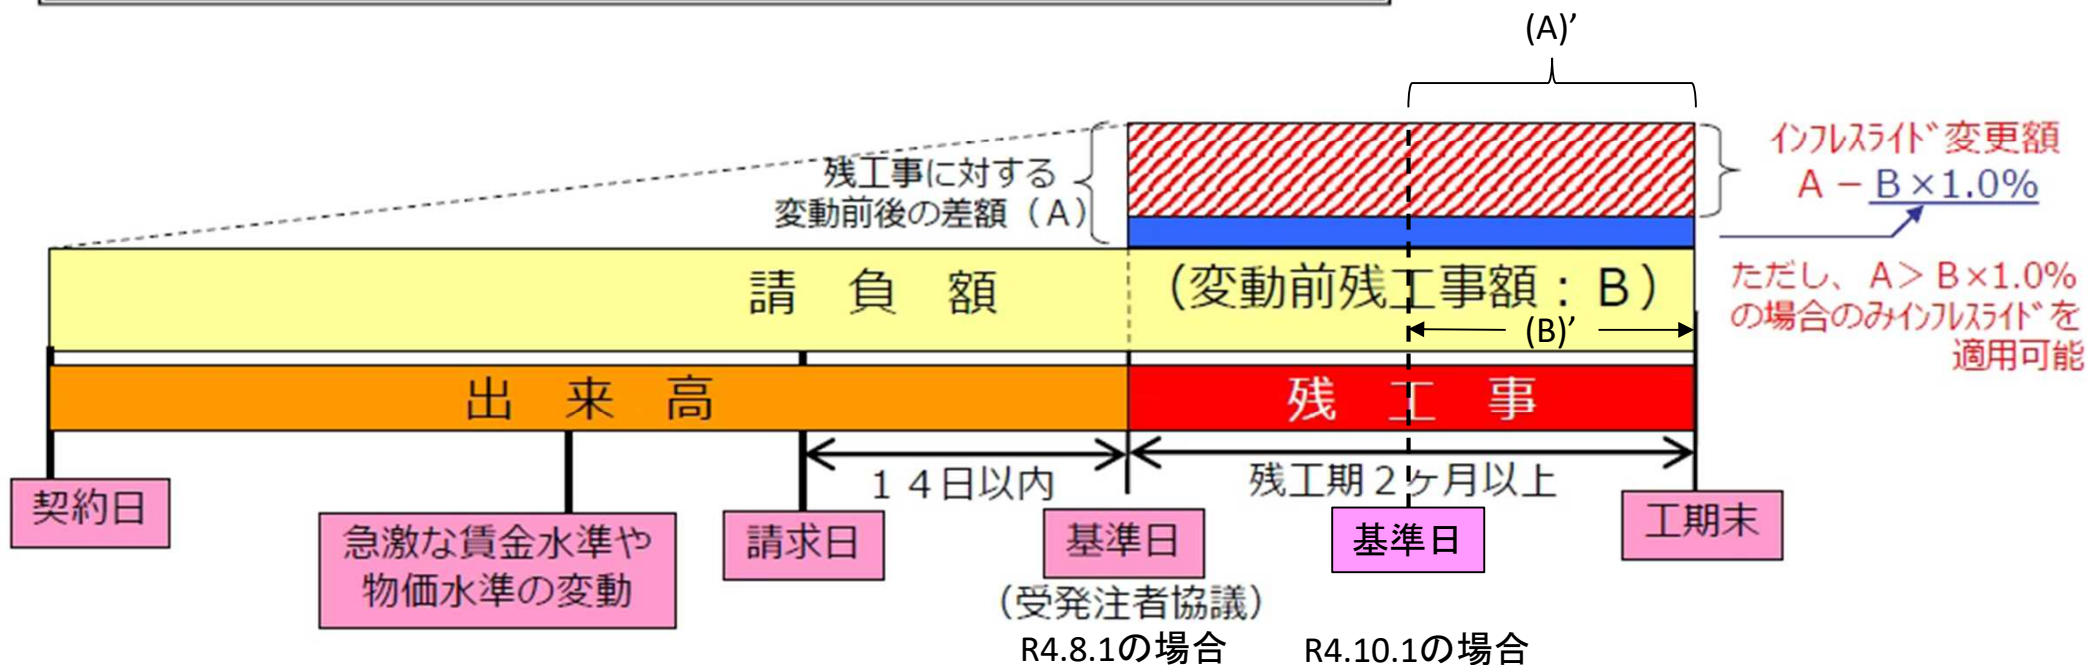 (A)’
残工事に対する
変動前後の差額（A）
ｲﾝﾌﾚｽﾗｲﾄﾞ変更額
A－B×1.0%
請　負　額
（変動前残工事額：B）
ただし、A＞B×1.0%
の場合のみｲﾝﾌﾚｽﾗｲﾄﾞを
適用可能
(B)’
出　来　高
残　工　事
１４日以内
残工期２ヶ月以上
契約日
急激な賃金水準や
物価水準の変動
請求日
基準日
基準日
工期末
（受発注者協議）
R4.8.1の場合
R4.10.1の場合